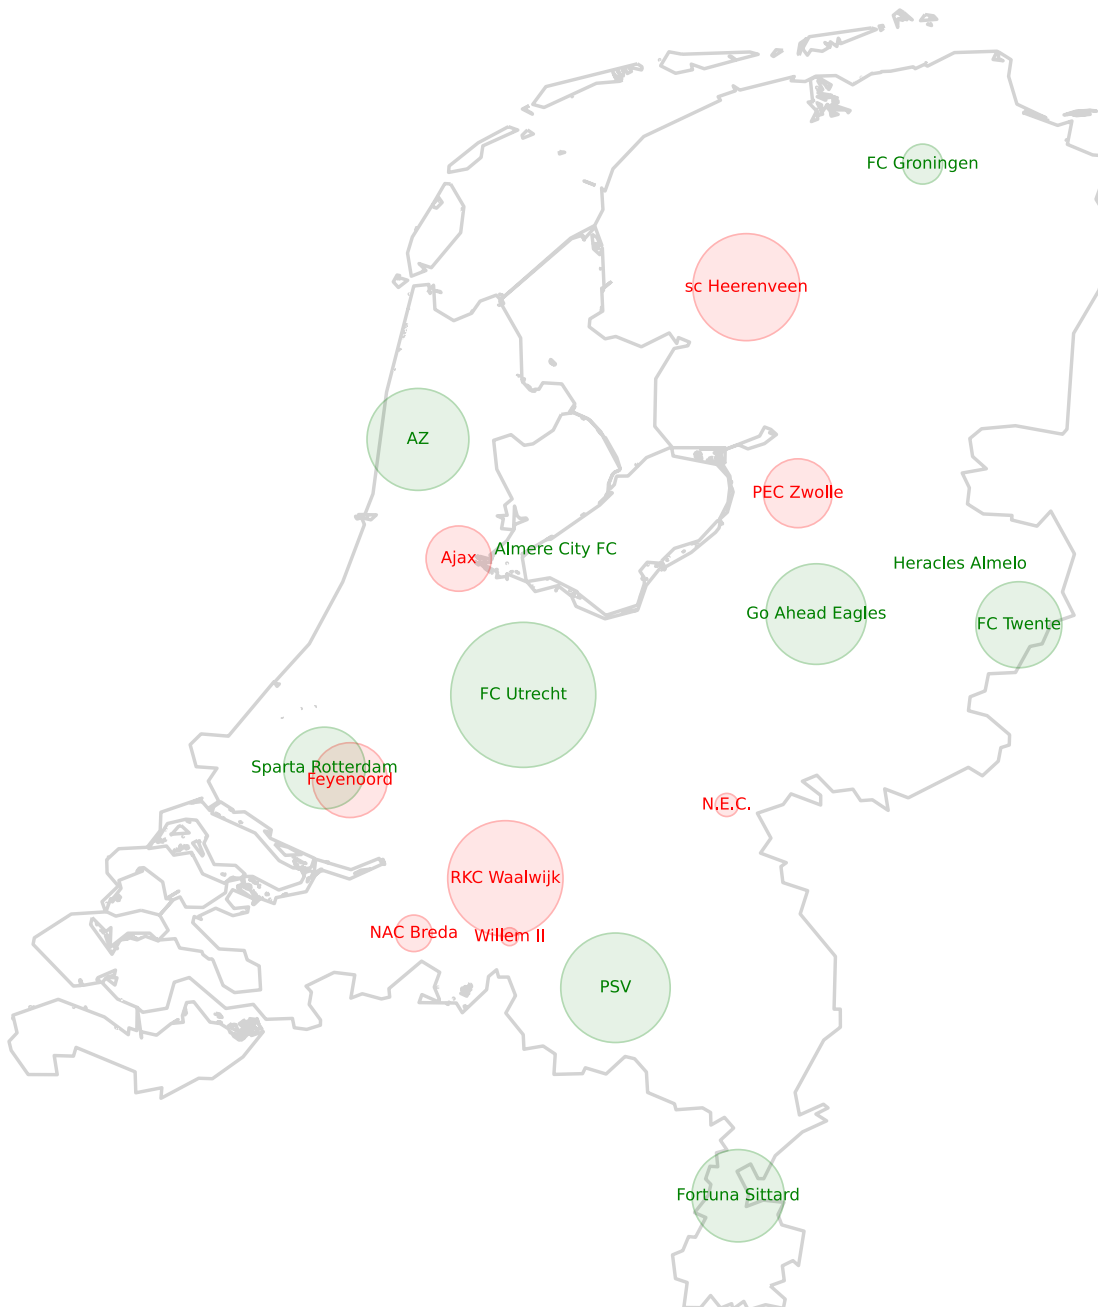 FC Groningen
sc Heerenveen
AZ
PEC Zwolle
Almere City FC
Ajax
Heracles Almelo
Go Ahead Eagles
FC Twente
FC Utrecht
Sparta Rotterdam
Feyenoord
N.E.C.
RKC Waalwijk
NAC Breda
Willem II
PSV
Fortuna Sittard